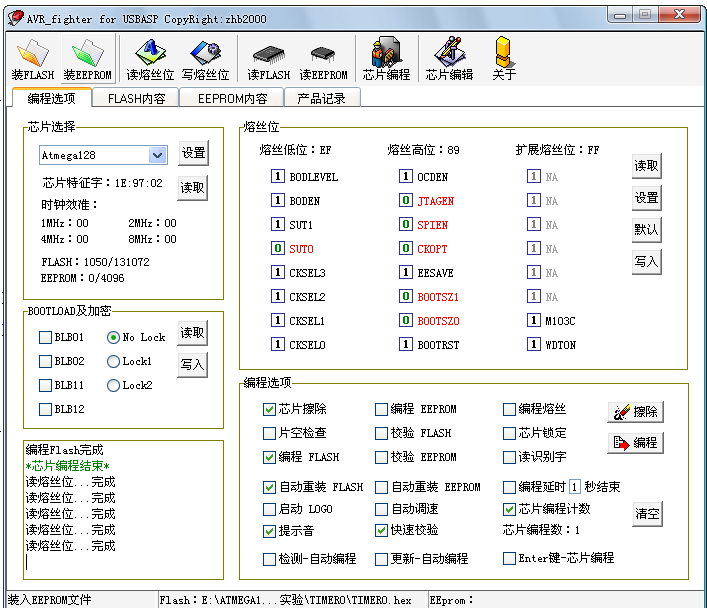 AVR_fighter for USBASP CopyRight:zhb2000
装FLASH 装EEPROM 读熔丝位 写熔丝位 读FLASH 读EEPROM 芯片编程 芯片编辑 关于
编程选项 FLASH内容 EEPROM内容 产品记录
芯片选择
Atmega128 设置
芯片特征字：1E:97:02 读取
时钟效准：
1MHz：00 2MHz：00
4MHz：00 8MHz：00
FLASH：1050/131072
EEPROM：0/4096
BOOTLOAD及加密
BLB01 No Lock 读取
BLB02 Lock1 写入
BLB11 Lock2
BLB12
编程Flash完成
*芯片编程结束*
读熔丝位...完成
读熔丝位...完成
读熔丝位...完成
读熔丝位...完成
读熔丝位...完成
熔丝位
熔丝低位：EF 熔丝高位：89 扩展熔丝位：FF
1 BODLEVEL 1 OCDEN 1 NA 读取
1 BODEN 0 JTAGEN 1 NA 设置
1 SUT1 0 SPIEN 1 NA 默认
0 SUT0 0 CKOPT 1 NA 写入
1 CKSEL3 1 EESAVE 1 NA
1 CKSEL2 0 BOOTSZ1 1 NA
1 CKSEL1 0 BOOTSZ0 1 M103C
1 CKSEL0 1 BOOTRST 1 WDTON
编程选项
芯片擦除 编程 EEPROM 编程熔丝 擦除
片空检查 校验 FLASH 芯片锁定 编程
编程 FLASH 校验 EEPROM 读识别字
自动重装 FLASH 自动重装 EEPROM 编程延时 1 秒结束
启动 LOGO 自动调速 芯片编程计数 清空
提示音 快速校验 芯片编程数：1
检测-自动编程 更新-自动编程 Enter键-芯片编程
装入EEPROM文件 Flash：E:\ATMEGA1...实验\TIMER0\TIMER0.hex EEprom：